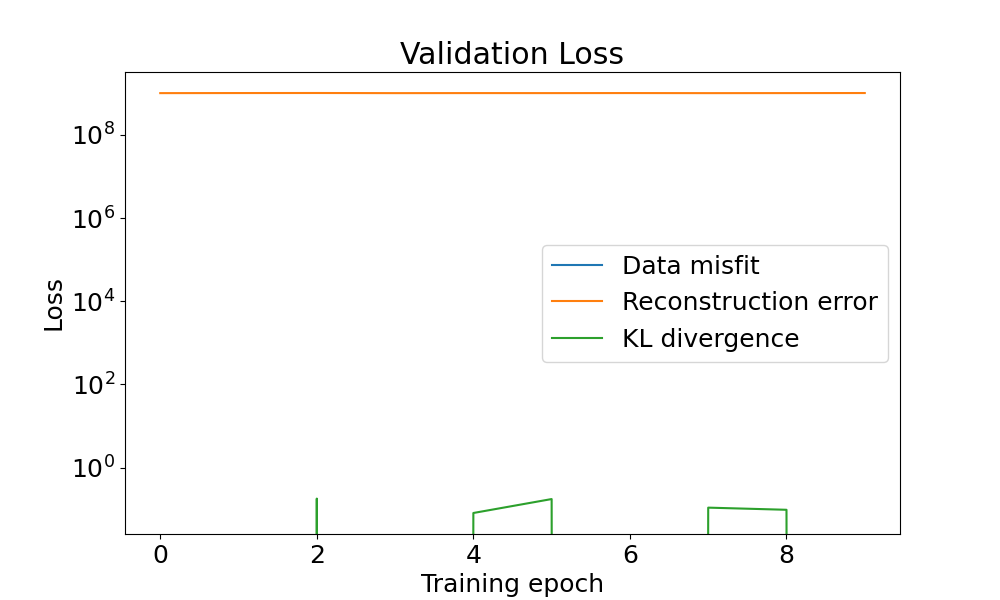 Validation Loss
Loss
10^8
10^6
10^4
10^2
10^0
Data misfit
Reconstruction error
KL divergence
0 2 4 6 8
Training epoch